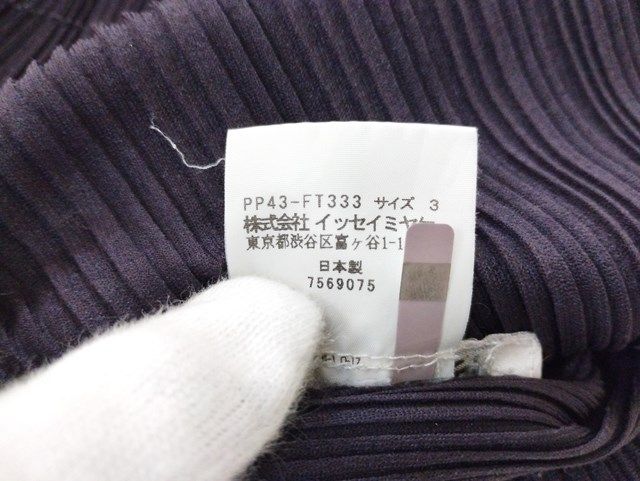 PP43-FT333 サイズ 3
株式会社 イッセイミヤケ
東京都渋谷区富ヶ谷1-1
日本製
7569075